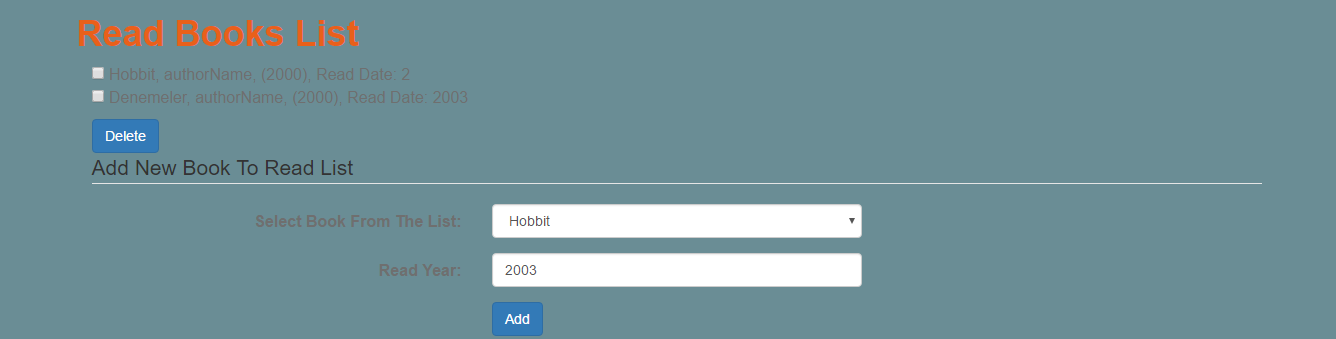 Read Books List
Hobbit, authorName, (2000), Read Date: 2
Denemeler, authorName, (2000), Read Date: 2003
Delete
Add New Book To Read List
Select Book From The List: Hobbit
Read Year: 2003
Add